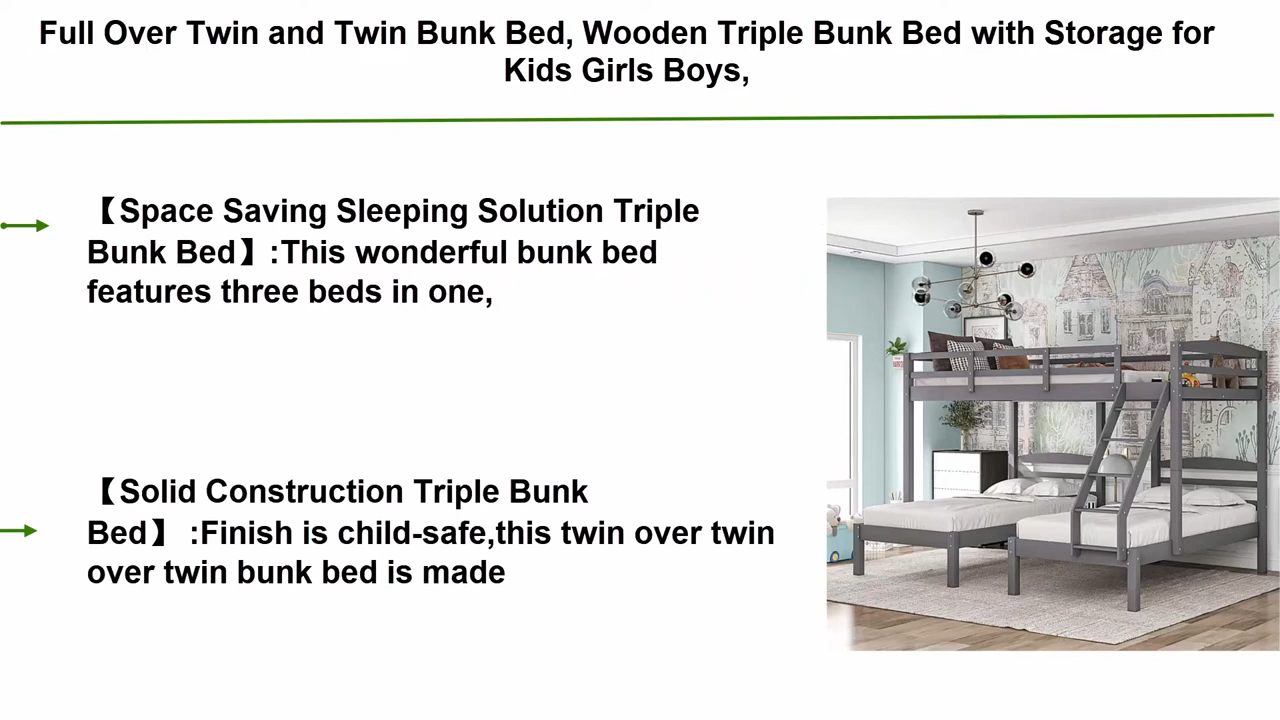 Full Over Twin and Twin Bunk Bed, Wooden Triple Bunk Bed with Storage for
Kids Girls Boys,
【Space Saving Sleeping Solution Triple
Bunk Bed】:This wonderful bunk bed
features three beds in one,
【Solid Construction Triple Bunk
Bed】 :Finish is child-safe,this twin over twin
over twin bunk bed is made